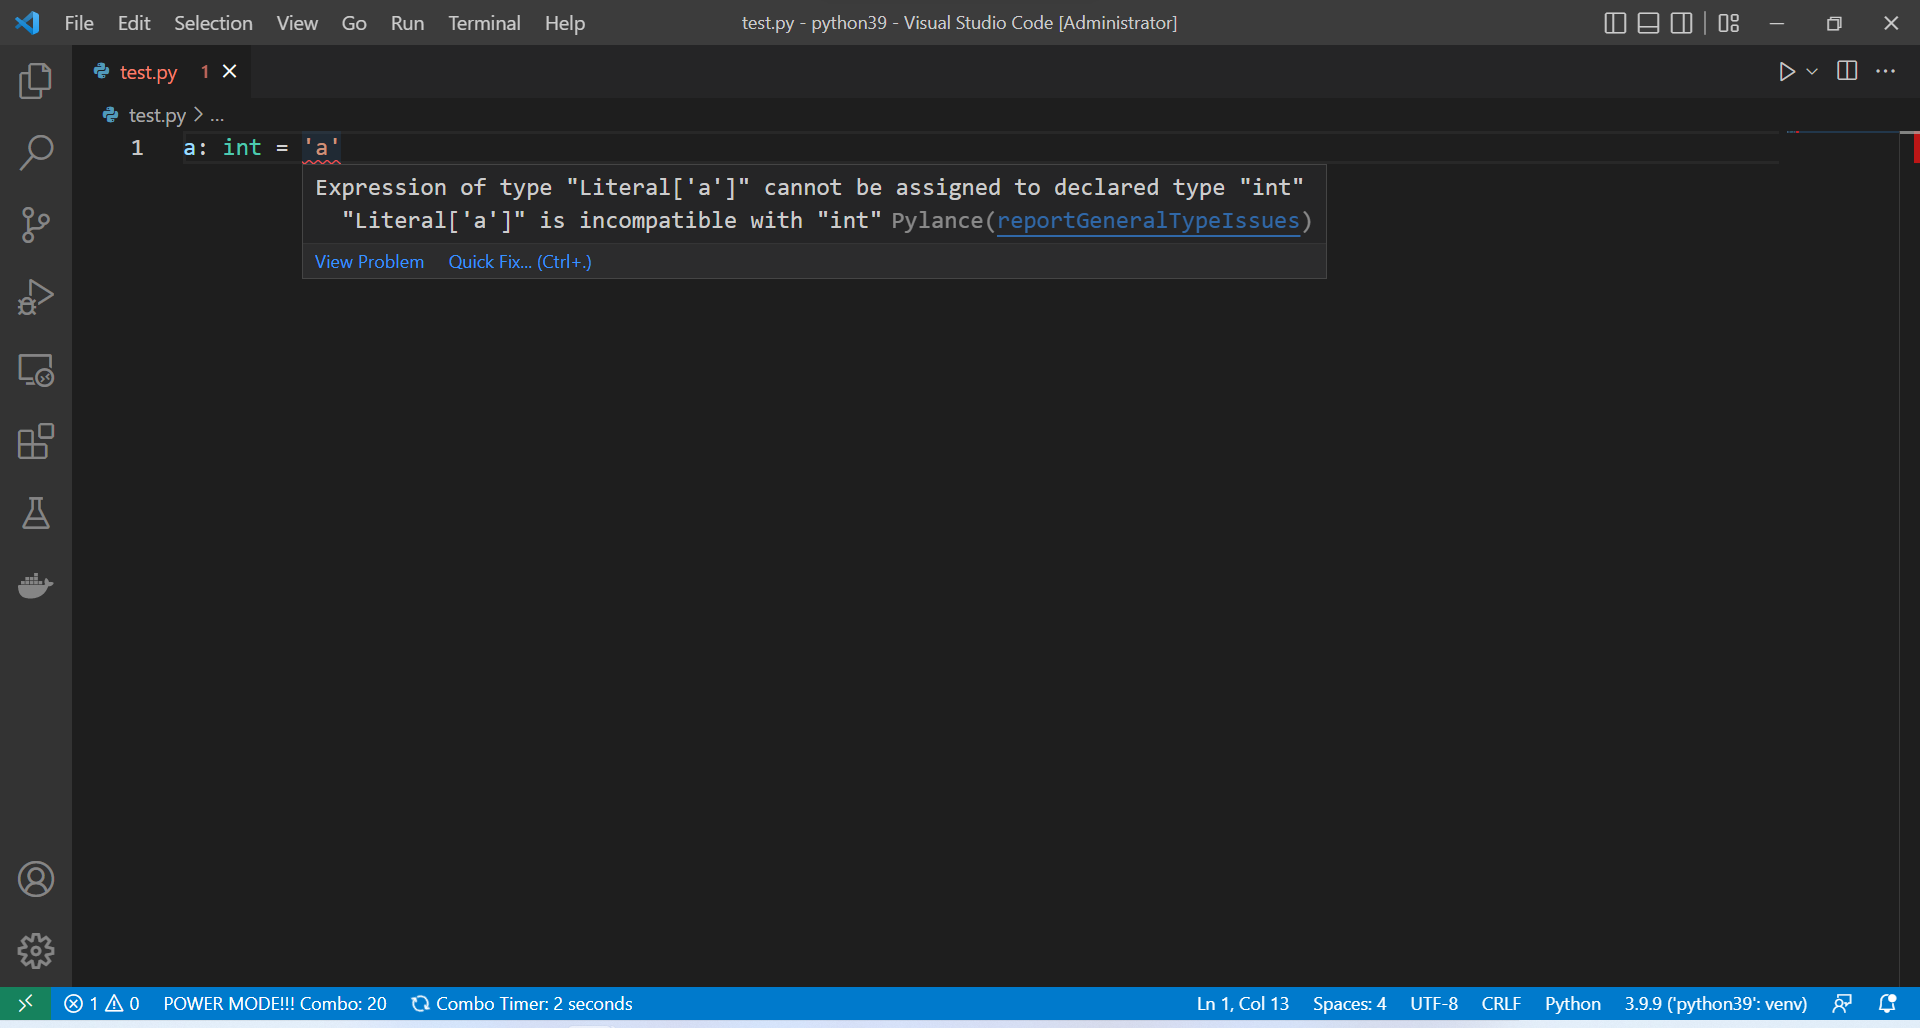 File Edit Selection View Go Run Terminal Help test.py - python39 - Visual Studio Code [Administrator]
test.py 1
test.py > ...
1 a: int = 'a'
Expression of type "Literal['a']" cannot be assigned to declared type "int"
"Literal['a']" is incompatible with "int" Pylance(reportGeneralTypeIssues)
View Problem Quick Fix... (Ctrl+.)
1 0 POWER MODE!!! Combo: 20 Combo Timer: 2 seconds Ln 1, Col 13 Spaces: 4 UTF-8 CRLF Python 3.9.9 ('python39': venv)